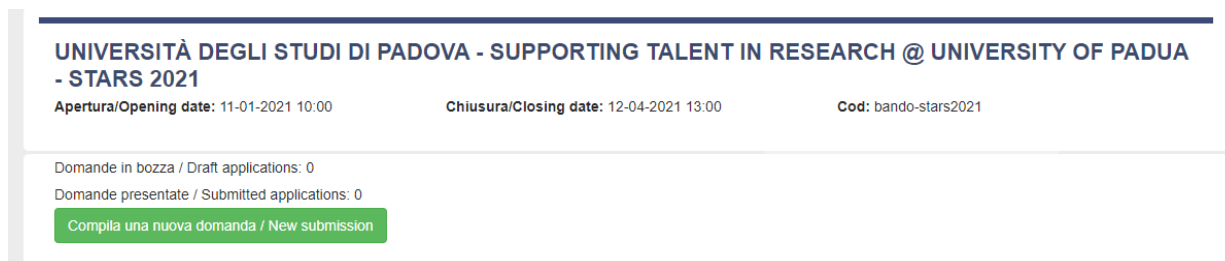 UNIVERSITÀ DEGLI STUDI DI PADOVA - SUPPORTING TALENT IN RESEARCH @ UNIVERSITY OF PADUA
- STARS 2021
Apertura/Opening date: 11-01-2021 10:00 Chiusura/Closing date: 12-04-2021 13:00 Cod: bando-stars2021
Domande in bozza / Draft applications: 0
Domande presentate / Submitted applications: 0
Compila una nuova domanda / New submission